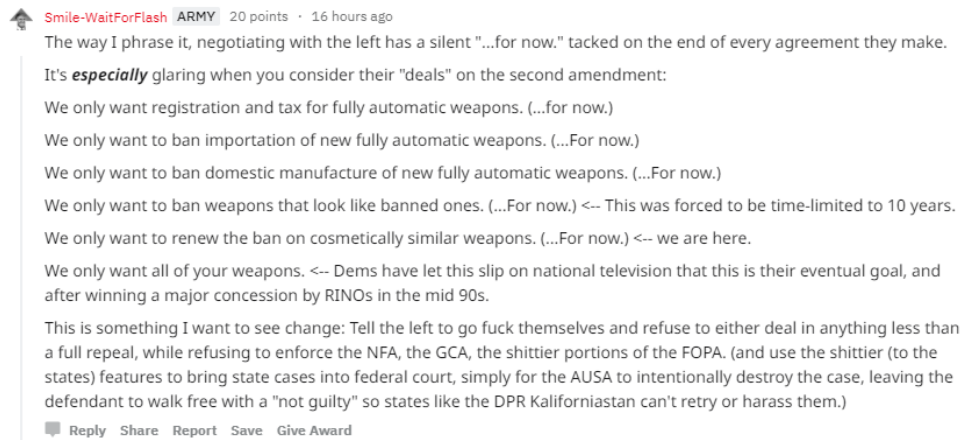 Smile-WaitForFlash ARMY 20 points · 16 hours ago
The way I phrase it, negotiating with the left has a silent "...for now." tacked on the end of every agreement they make.
It's especially glaring when you consider their "deals" on the second amendment:
We only want registration and tax for fully automatic weapons. (...for now.)
We only want to ban importation of new fully automatic weapons. (...For now.)
We only want to ban domestic manufacture of new fully automatic weapons. (...For now.)
We only want to ban weapons that look like banned ones. (...For now.) <-- This was forced to be time-limited to 10 years.
We only want to renew the ban on cosmetically similar weapons. (...For now.) <-- we are here.
We only want all of your weapons. <-- Dems have let this slip on national television that this is their eventual goal, and
after winning a major concession by RINOs in the mid 90s.
This is something I want to see change: Tell the left to go fuck themselves and refuse to either deal in anything less than
a full repeal, while refusing to enforce the NFA, the GCA, the shittier portions of the FOPA. (and use the shittier (to the
states) features to bring state cases into federal court, simply for the AUSA to intentionally destroy the case, leaving the
defendant to walk free with a "not guilty" so states like the DPR Kaliforniastan can't retry or harass them.)
Reply Share Report Save Give Award